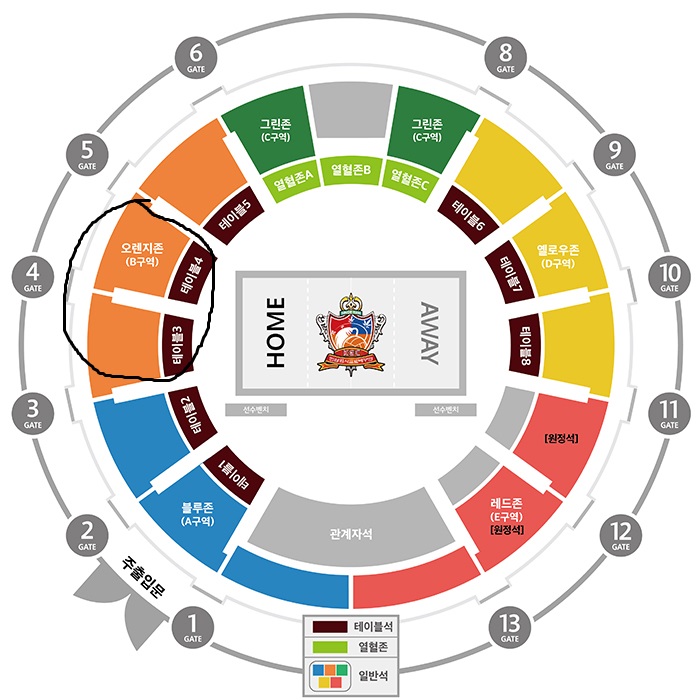 6
GATE
8
GATE
그린존
(C구역)
그린존
(C구역)
5
GATE
9
GATE
열혈존A
열혈존B
열혈존C
테이블5
테이블6
오렌지존
(B구역)
테이블4
테이블7
옐로우존
(D구역)
4
GATE
10
GATE
HOME
AWAY
테이블3
테이블8
3
GATE
선수벤치
선수벤치
11
GATE
테이블2
[원정석]
테이블1
블루존
(A구역)
레드존
(E구역)
[원정석]
관계자석
2
GATE
12
GATE
주출입문
1
GATE
13
GATE
테이블석
열혈존
일반석